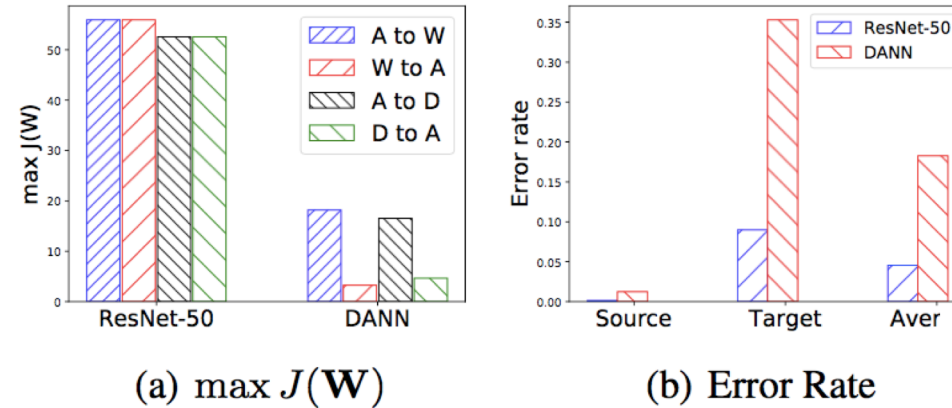 max J(W)
50
40
30
20
10
0
A to W
W to A
A to D
D to A
ResNet-50 DANN
(a) max J(W)
Error rate
0.35
0.30
0.25
0.20
0.15
0.10
0.05
0.00
ResNet-50
DANN
Source Target Aver
(b) Error Rate